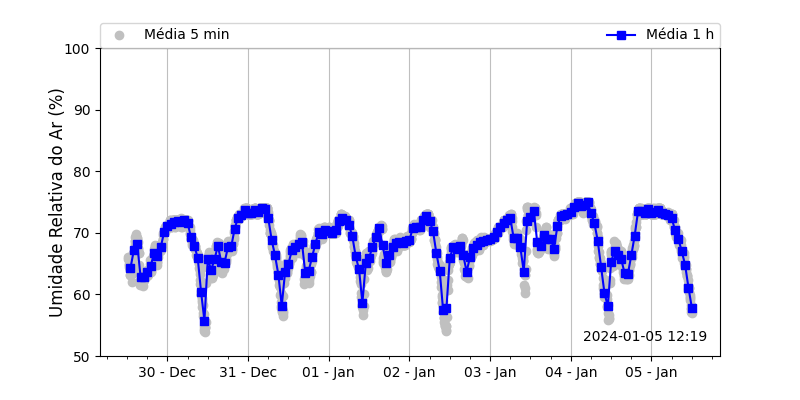 Média 5 min
Média 1 h
Umidade Relativa do Ar (%)
100
90
80
70
60
50
2024-01-05 12:19
30 - Dec
31 - Dec
01 - Jan
02 - Jan
03 - Jan
04 - Jan
05 - Jan